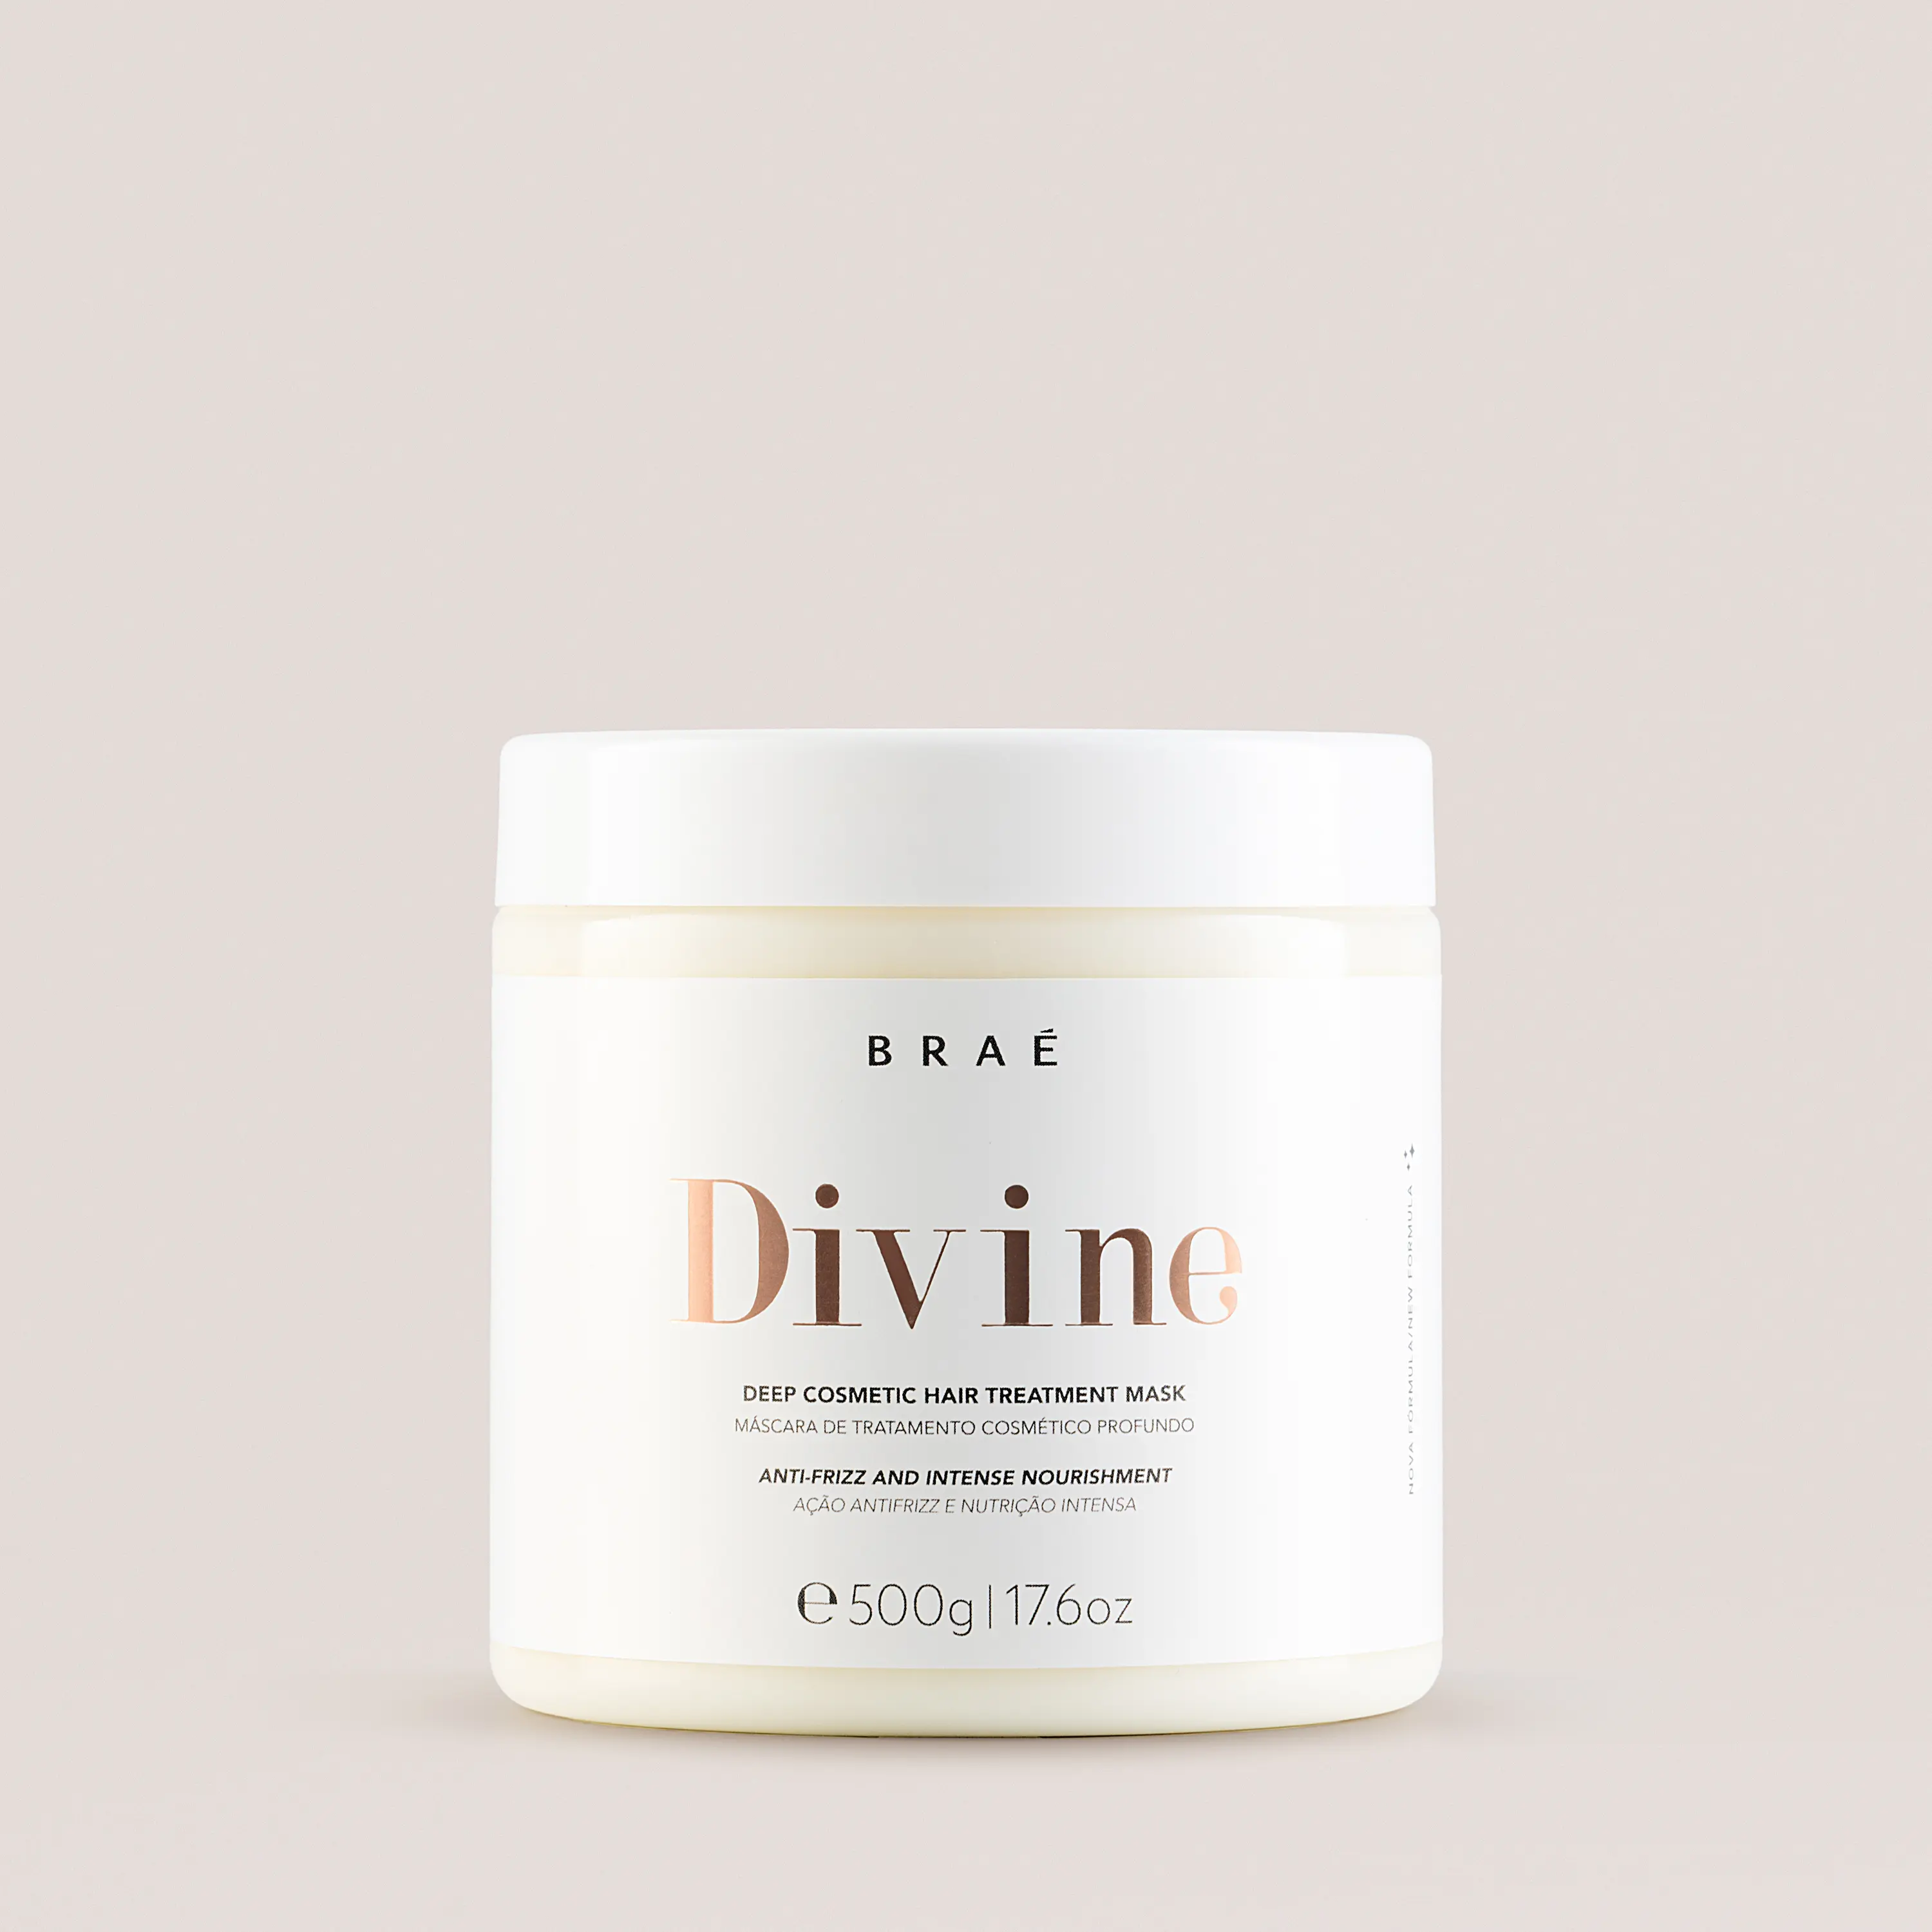 BRAÉ
Divine
DEEP COSMETIC HAIR TREATMENT MASK
MÁSCARA DE TRATAMENTO COSMÉTICO PROFUNDO
ANTI-FRIZZ AND INTENSE NOURISHMENT
AÇÃO ANTIFRIZZ E NUTRIÇÃO INTENSA
℮ 500g | 17.6oz
NOVA FÓRMULA/NEW FORMULA